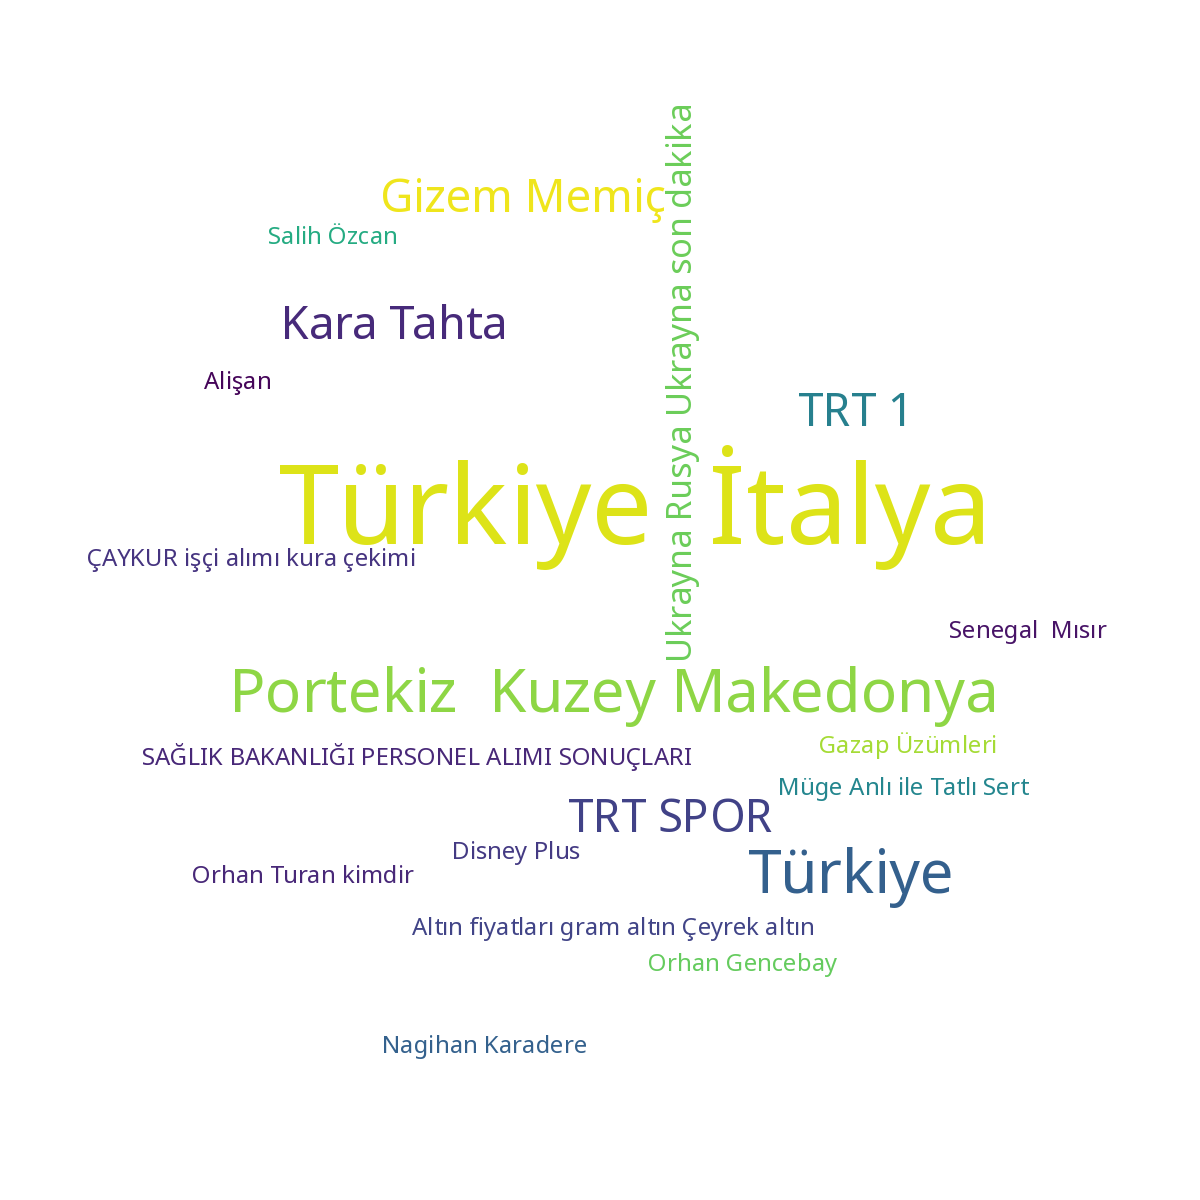 Ukrayna Rusya Ukrayna son dakika
Gizem Memiç
Salih Özcan
Kara Tahta
Alişan
TRT 1
Türkiye  İtalya
ÇAYKUR işçi alımı kura çekimi
Senegal  Mısır
Portekiz  Kuzey Makedonya
Gazap Üzümleri
SAĞLIK BAKANLIĞI PERSONEL ALIMI SONUÇLARI
Müge Anlı ile Tatlı Sert
TRT SPOR
Disney Plus
Türkiye
Orhan Turan kimdir
Altın fiyatları gram altın Çeyrek altın
Orhan Gencebay
Nagihan Karadere